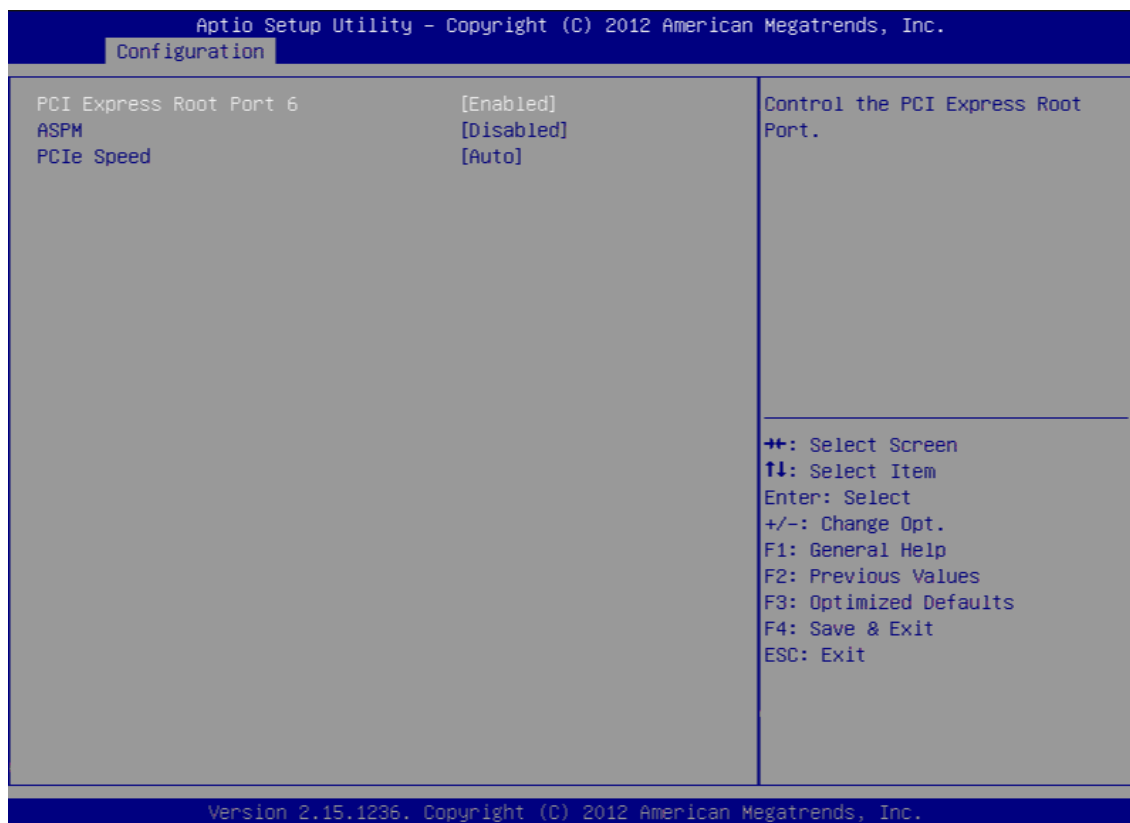 Aptio Setup Utility – Copyright (C) 2012 American Megatrends, Inc.
Configuration
PCI Express Root Port 6 [Enabled]
ASPM [Disabled]
PCIe Speed [Auto]
Control the PCI Express Root
Port.
→←: Select Screen
↑↓: Select Item
Enter: Select
+/-: Change Opt.
F1: General Help
F2: Previous Values
F3: Optimized Defaults
F4: Save & Exit
ESC: Exit
Version 2.15.1236. Copyright (C) 2012 American Megatrends, Inc.